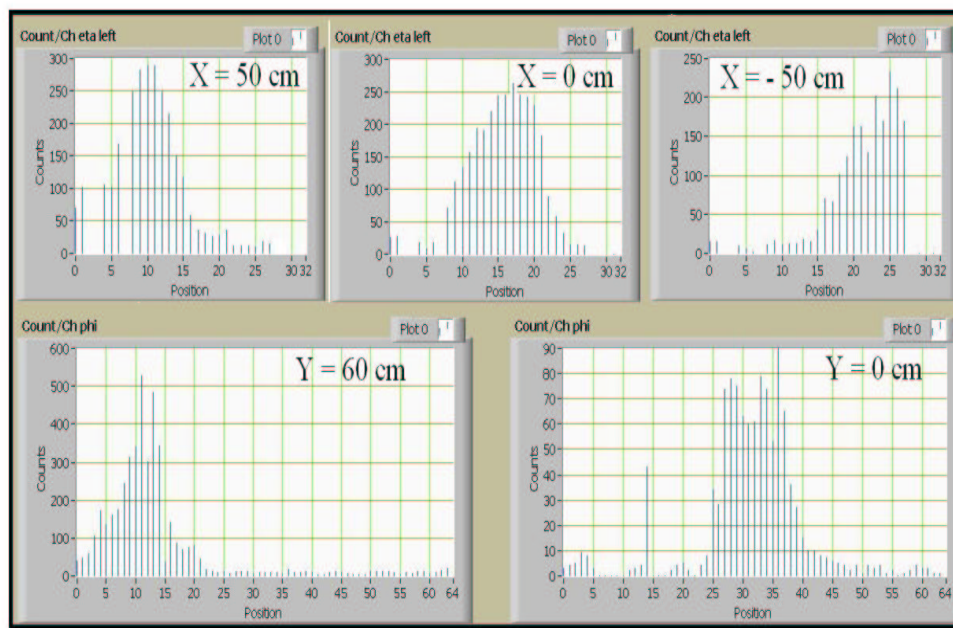 Count/Ch eta left Plot 0
X = 50 cm
300
250
200
150
100
50
0
Counts
0 5 10 15 20 25 30 32
Position
Count/Ch eta left Plot 0
X = 0 cm
300
250
200
150
100
50
0
Counts
0 5 10 15 20 25 30 32
Position
Count/Ch eta left Plot 0
X = - 50 cm
250
200
150
100
50
0
Counts
0 5 10 15 20 25 30 32
Position
Count/Ch phi Plot 0
Y = 60 cm
600
500
400
300
200
100
0
Counts
0 5 10 15 20 25 30 35 40 45 50 55 60 64
Position
Count/Ch phi Plot 0
Y = 0 cm
90
80
70
60
50
40
30
20
10
0
Counts
0 5 10 15 20 25 30 35 40 45 50 55 60 64
Position